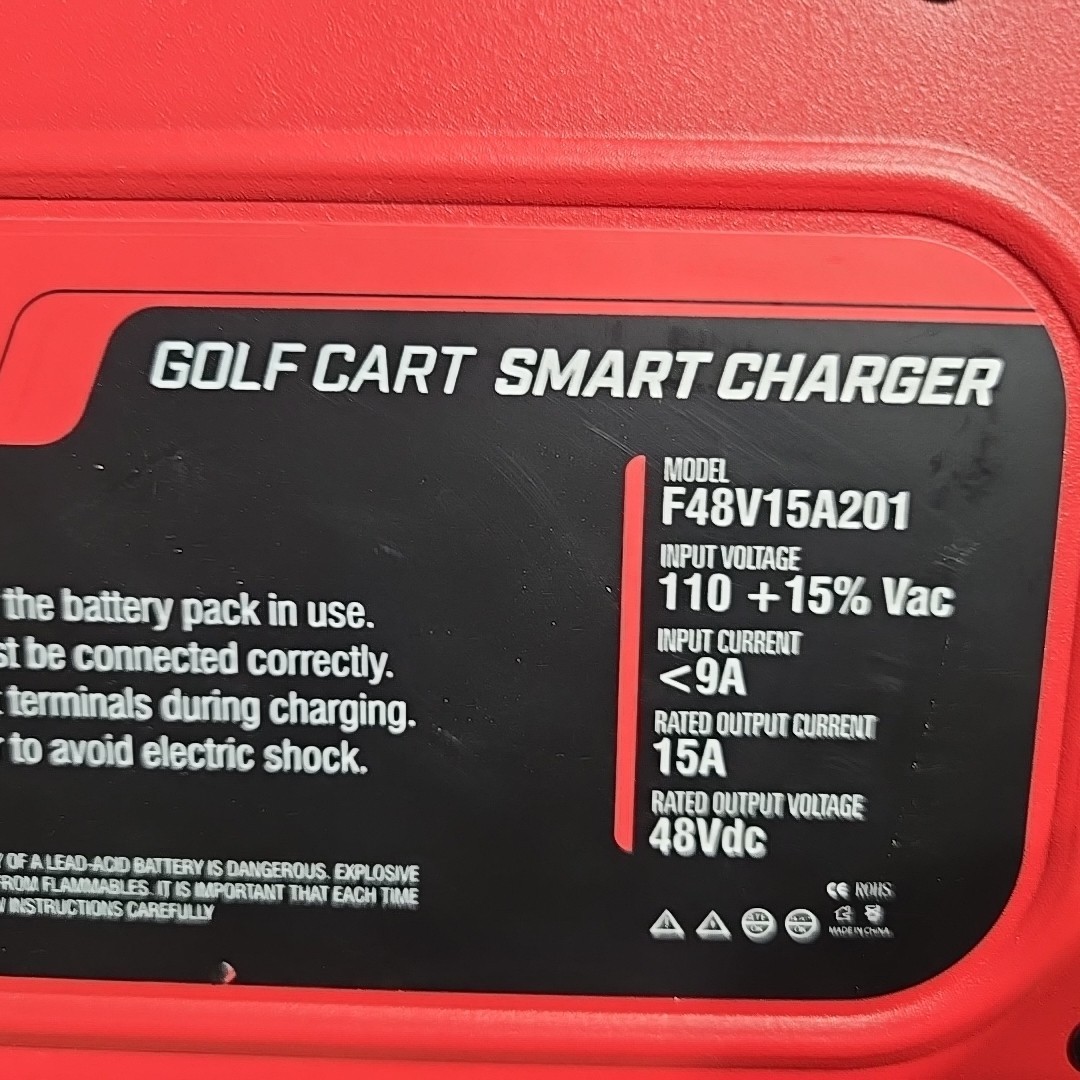 GOLF CART SMART CHARGER
the battery pack in use.
st be connected correctly.
terminals during charging.
to avoid electric shock.
OF A LEAD-ACID BATTERY IS DANGEROUS. EXPLOSIVE
FROM FLAMMABLES. IT IS IMPORTANT THAT EACH TIME
INSTRUCTIONS CAREFULLY
MODEL
F48V15A201
INPUT VOLTAGE
110 +15% Vac
INPUT CURRENT
<9A
RATED OUTPUT CURRENT
15A
RATED OUTPUT VOLTAGE
48Vdc
CE ROHS
MADE IN CHINA